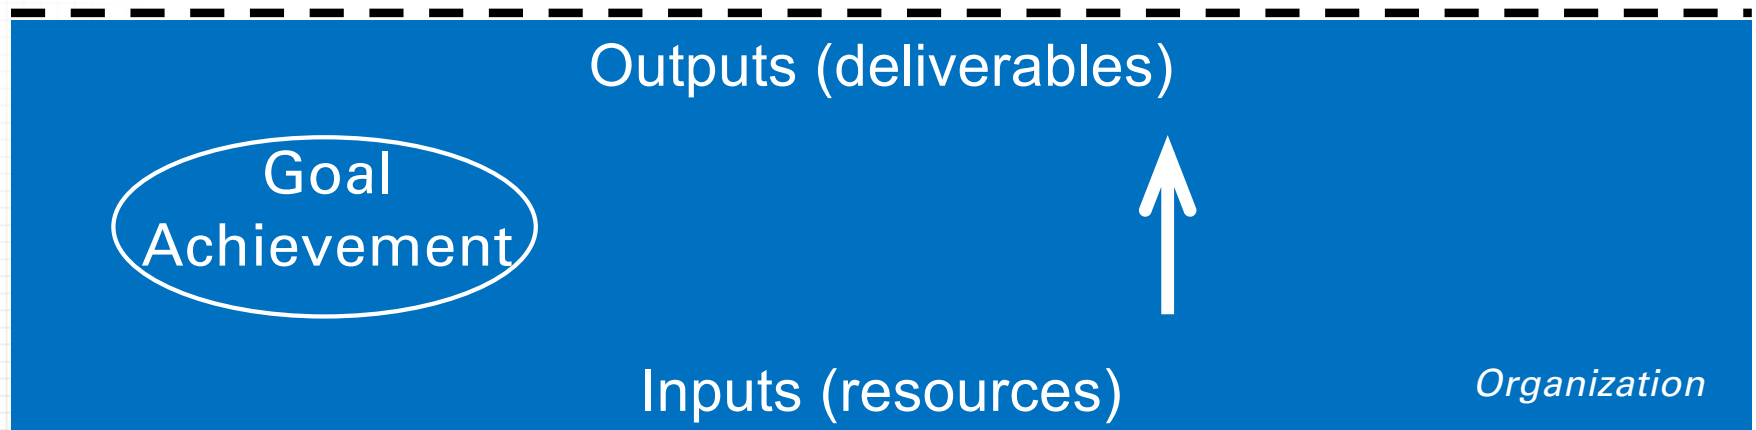 Outputs (deliverables)
Goal
Achievement
Inputs (resources)
Organization